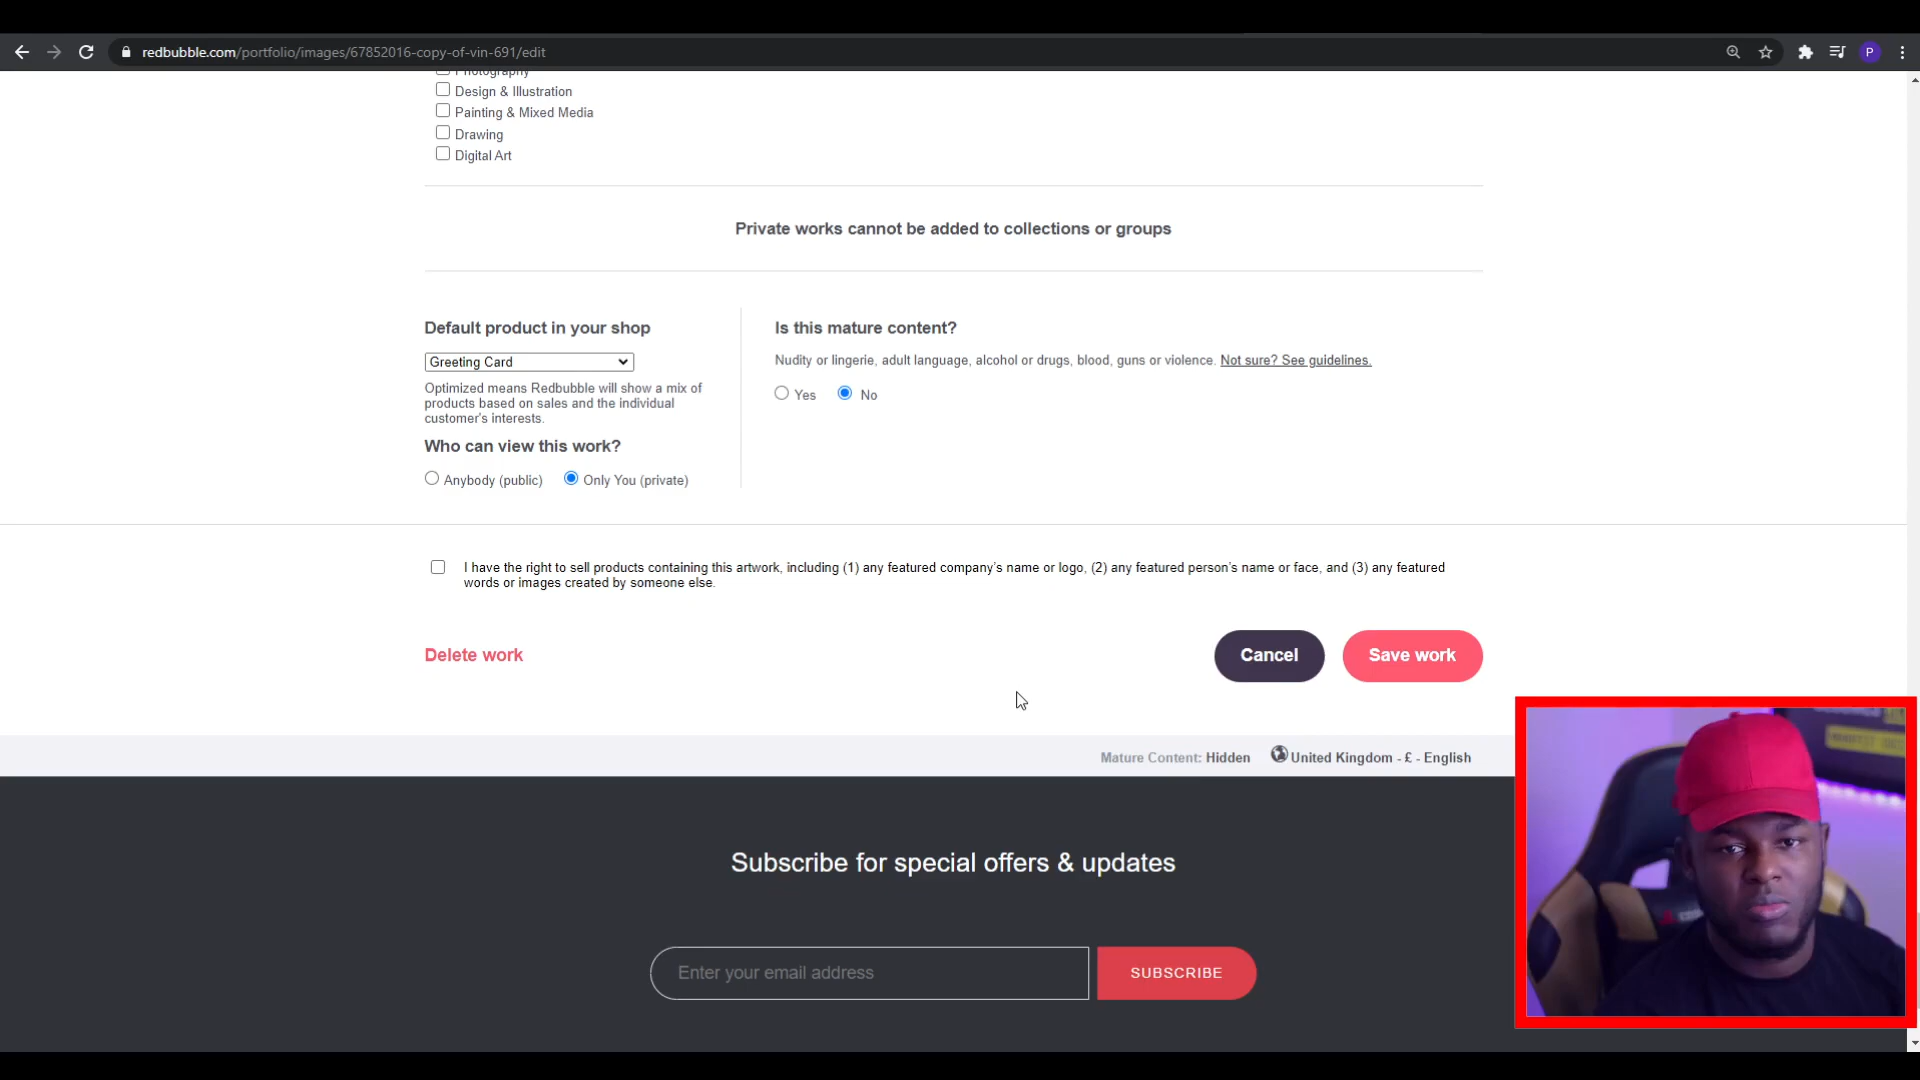 redbubble.com/portfolio/images/67852016-copy-of-vin-691/edit
P
Photography
Design & Illustration
Painting & Mixed Media
Drawing
Digital Art
Private works cannot be added to collections or groups
Default product in your shop
Greeting Card
Optimized means Redbubble will show a mix of
products based on sales and the individual
customer's interests.
Who can view this work?
Anybody (public) Only You (private)
Is this mature content?
Nudity or lingerie, adult language, alcohol or drugs, blood, guns or violence. Not sure? See guidelines.
Yes No
I have the right to sell products containing this artwork, including (1) any featured company's name or logo, (2) any featured person's name or face, and (3) any featured
words or images created by someone else.
Delete work
Cancel
Save work
Mature Content: Hidden
United Kingdom - £ - English
Subscribe for special offers & updates
Enter your email address
SUBSCRIBE